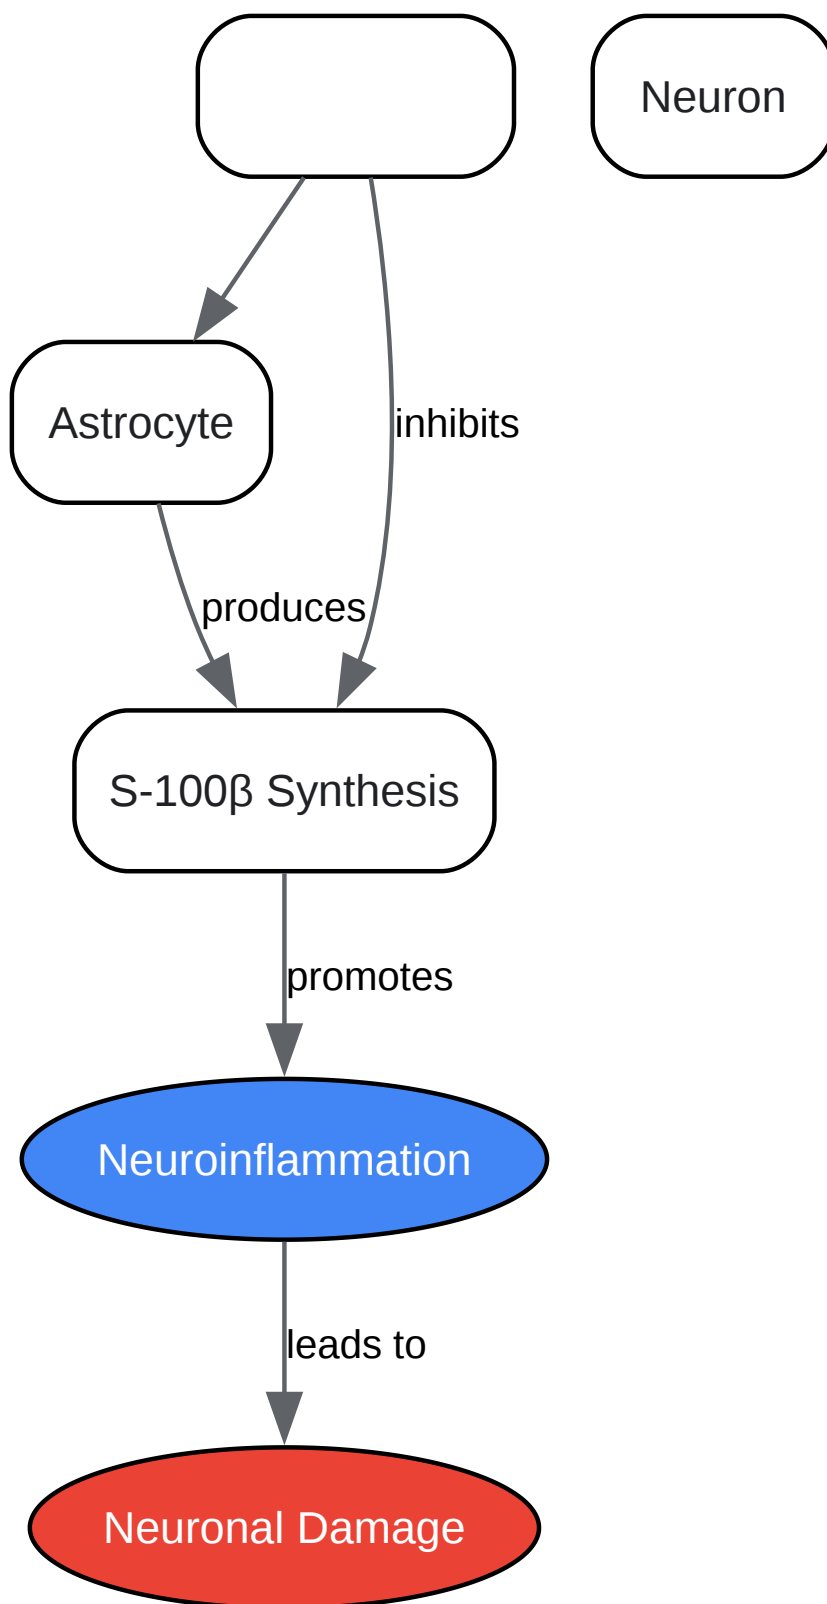 Neuron
Astrocyte
inhibits
produces
S-100β Synthesis
promotes
Neuroinflammation
leads to
Neuronal Damage